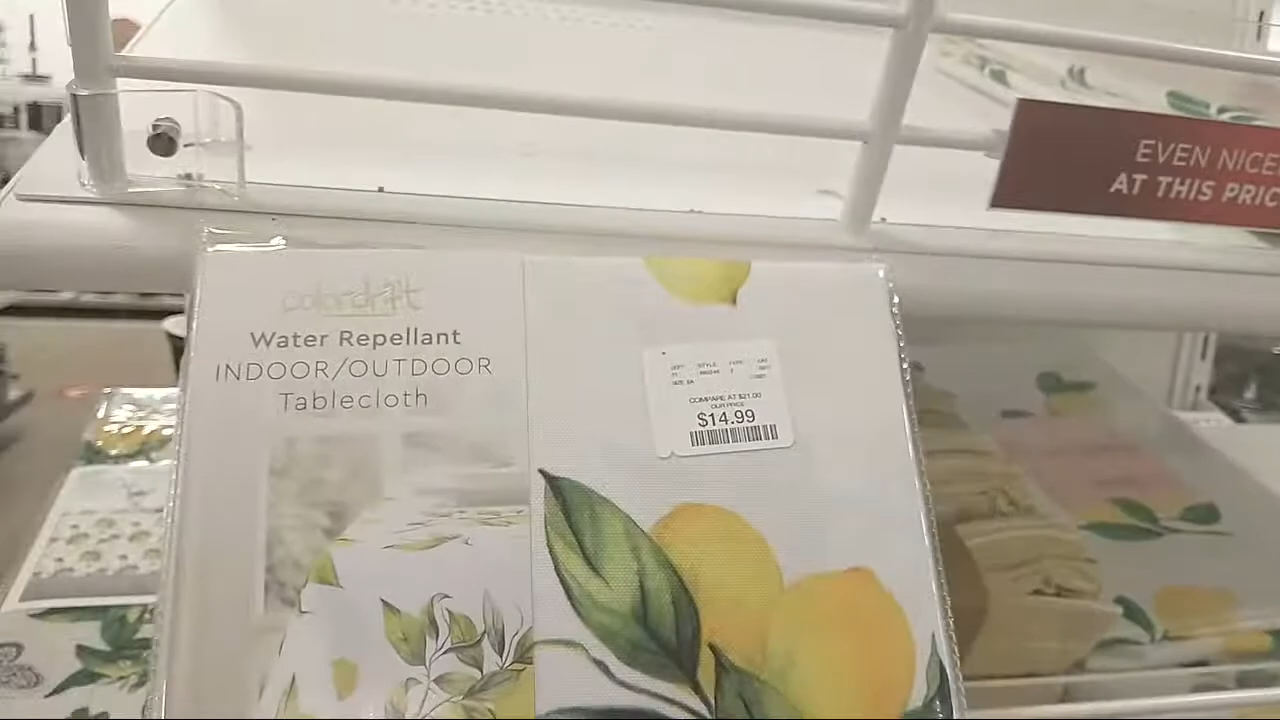 EVEN NICE
AT THIS PRIC
colordrift
Water Repellant
INDOOR/OUTDOOR
Tablecloth
STYLE
COMPARE AT $21.00
OUR PRICE
$14.99